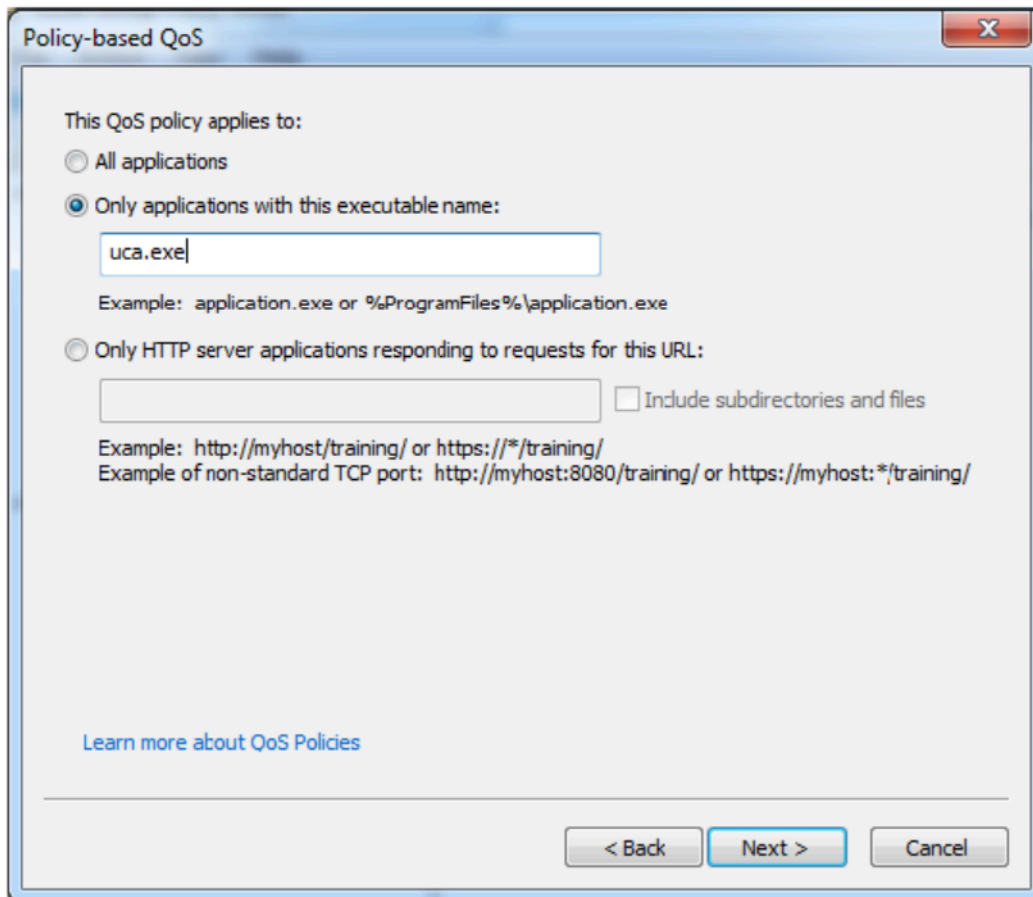 Policy-based QoS
This QoS policy applies to:
All applications
Only applications with this executable name:
uca.exe
Example: application.exe or %ProgramFiles%\application.exe
Only HTTP server applications responding to requests for this URL:
Include subdirectories and files
Example: http://myhost/training/ or https://*/training/
Example of non-standard TCP port: http://myhost:8080/training/ or https://myhost:*/training/
Learn more about QoS Policies
< Back Next > Cancel